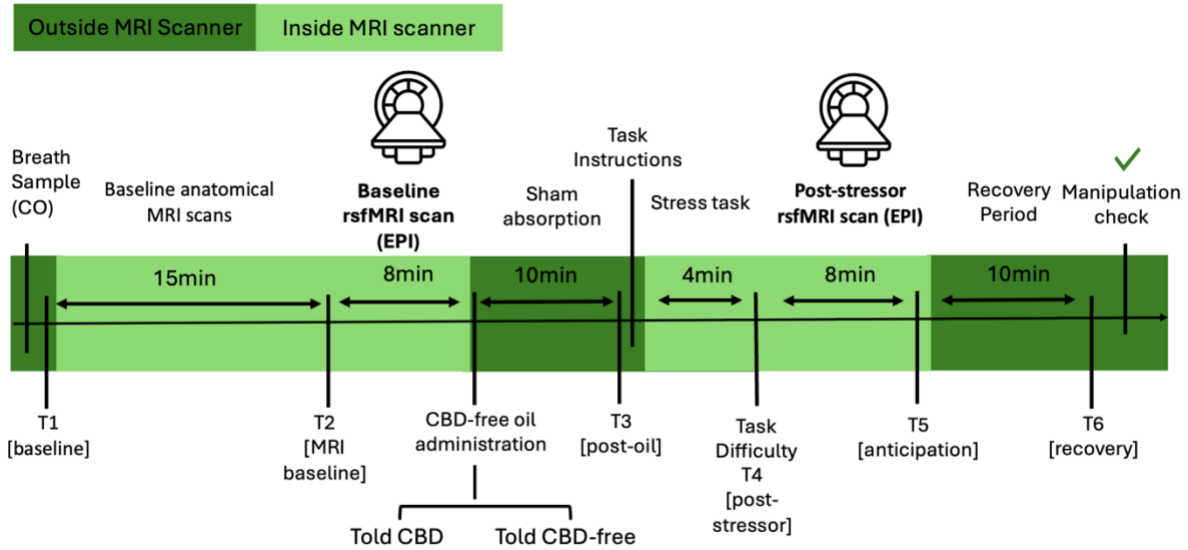 Outside MRI Scanner
Inside MRI scanner
Breath
Sample
(CO)
Baseline anatomical
MRI scans
Baseline
rsfMRI scan
(EPI)
Sham
absorption
Task
Instructions
Stress task
Post-stressor
rsfMRI scan (EPI)
Recovery
Period
Manipulation
check
15min
8min
10min
4min
8min
10min
T1
[baseline]
T2
[MRI
baseline]
CBD-free oil
administration
Told CBD
Told CBD-free
T3
[post-oil]
Task
Difficulty
T4
[post-
stressor]
T5
[anticipation]
T6
[recovery]